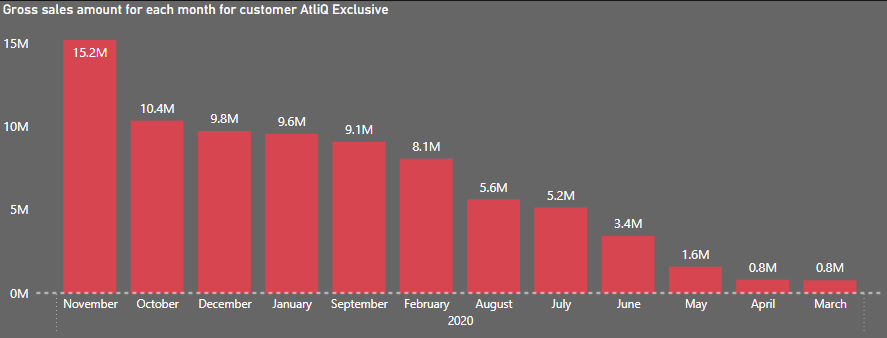 Gross sales amount for each month for customer AtliQ Exclusive
15M
15.2M
10.4M
9.8M
9.6M
9.1M
8.1M
5.6M
5.2M
3.4M
1.6M
0.8M
0.8M
10M
5M
0M
November October December January September February August July June May April March
2020